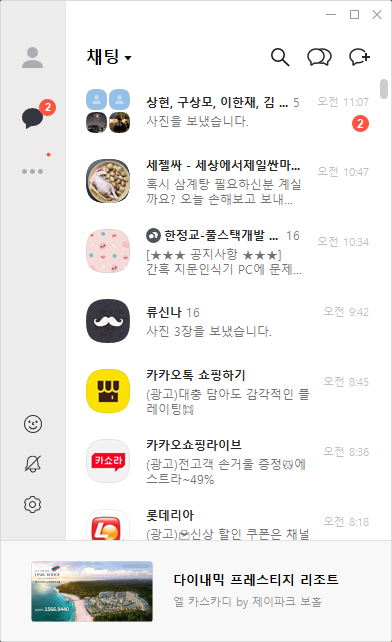 채팅
2
상현, 구상모, 이한재, 김 ... 5
오전 11:07
사진을 보냈습니다.
2
세젤싸 - 세상에서제일싼마...
오전 10:47
혹시 삼계탕 필요하신분 계실
까요? 오늘 손해보고 보내...
한정교-풀스택개발 ... 16
오전 10:34
[★★★ 공지사항 ★★★]
간혹 지문인식기 PC에 문제...
류신나 16
오전 9:42
사진 3장을 보냈습니다.
카카오톡 쇼핑하기
오전 8:45
(광고)대충 담아도 감각적인 플
레이팅
카쇼라
카카오쇼핑라이브
오전 8:36
(광고)전고객 손거울 증정에
스트라~49%
롯데리아
오전 8:18
(광고)신상 할인 쿠폰은 채널
1566.9440
다이내믹 프레스티지 리조트
엘 카스카디 by 제이파크 보홀